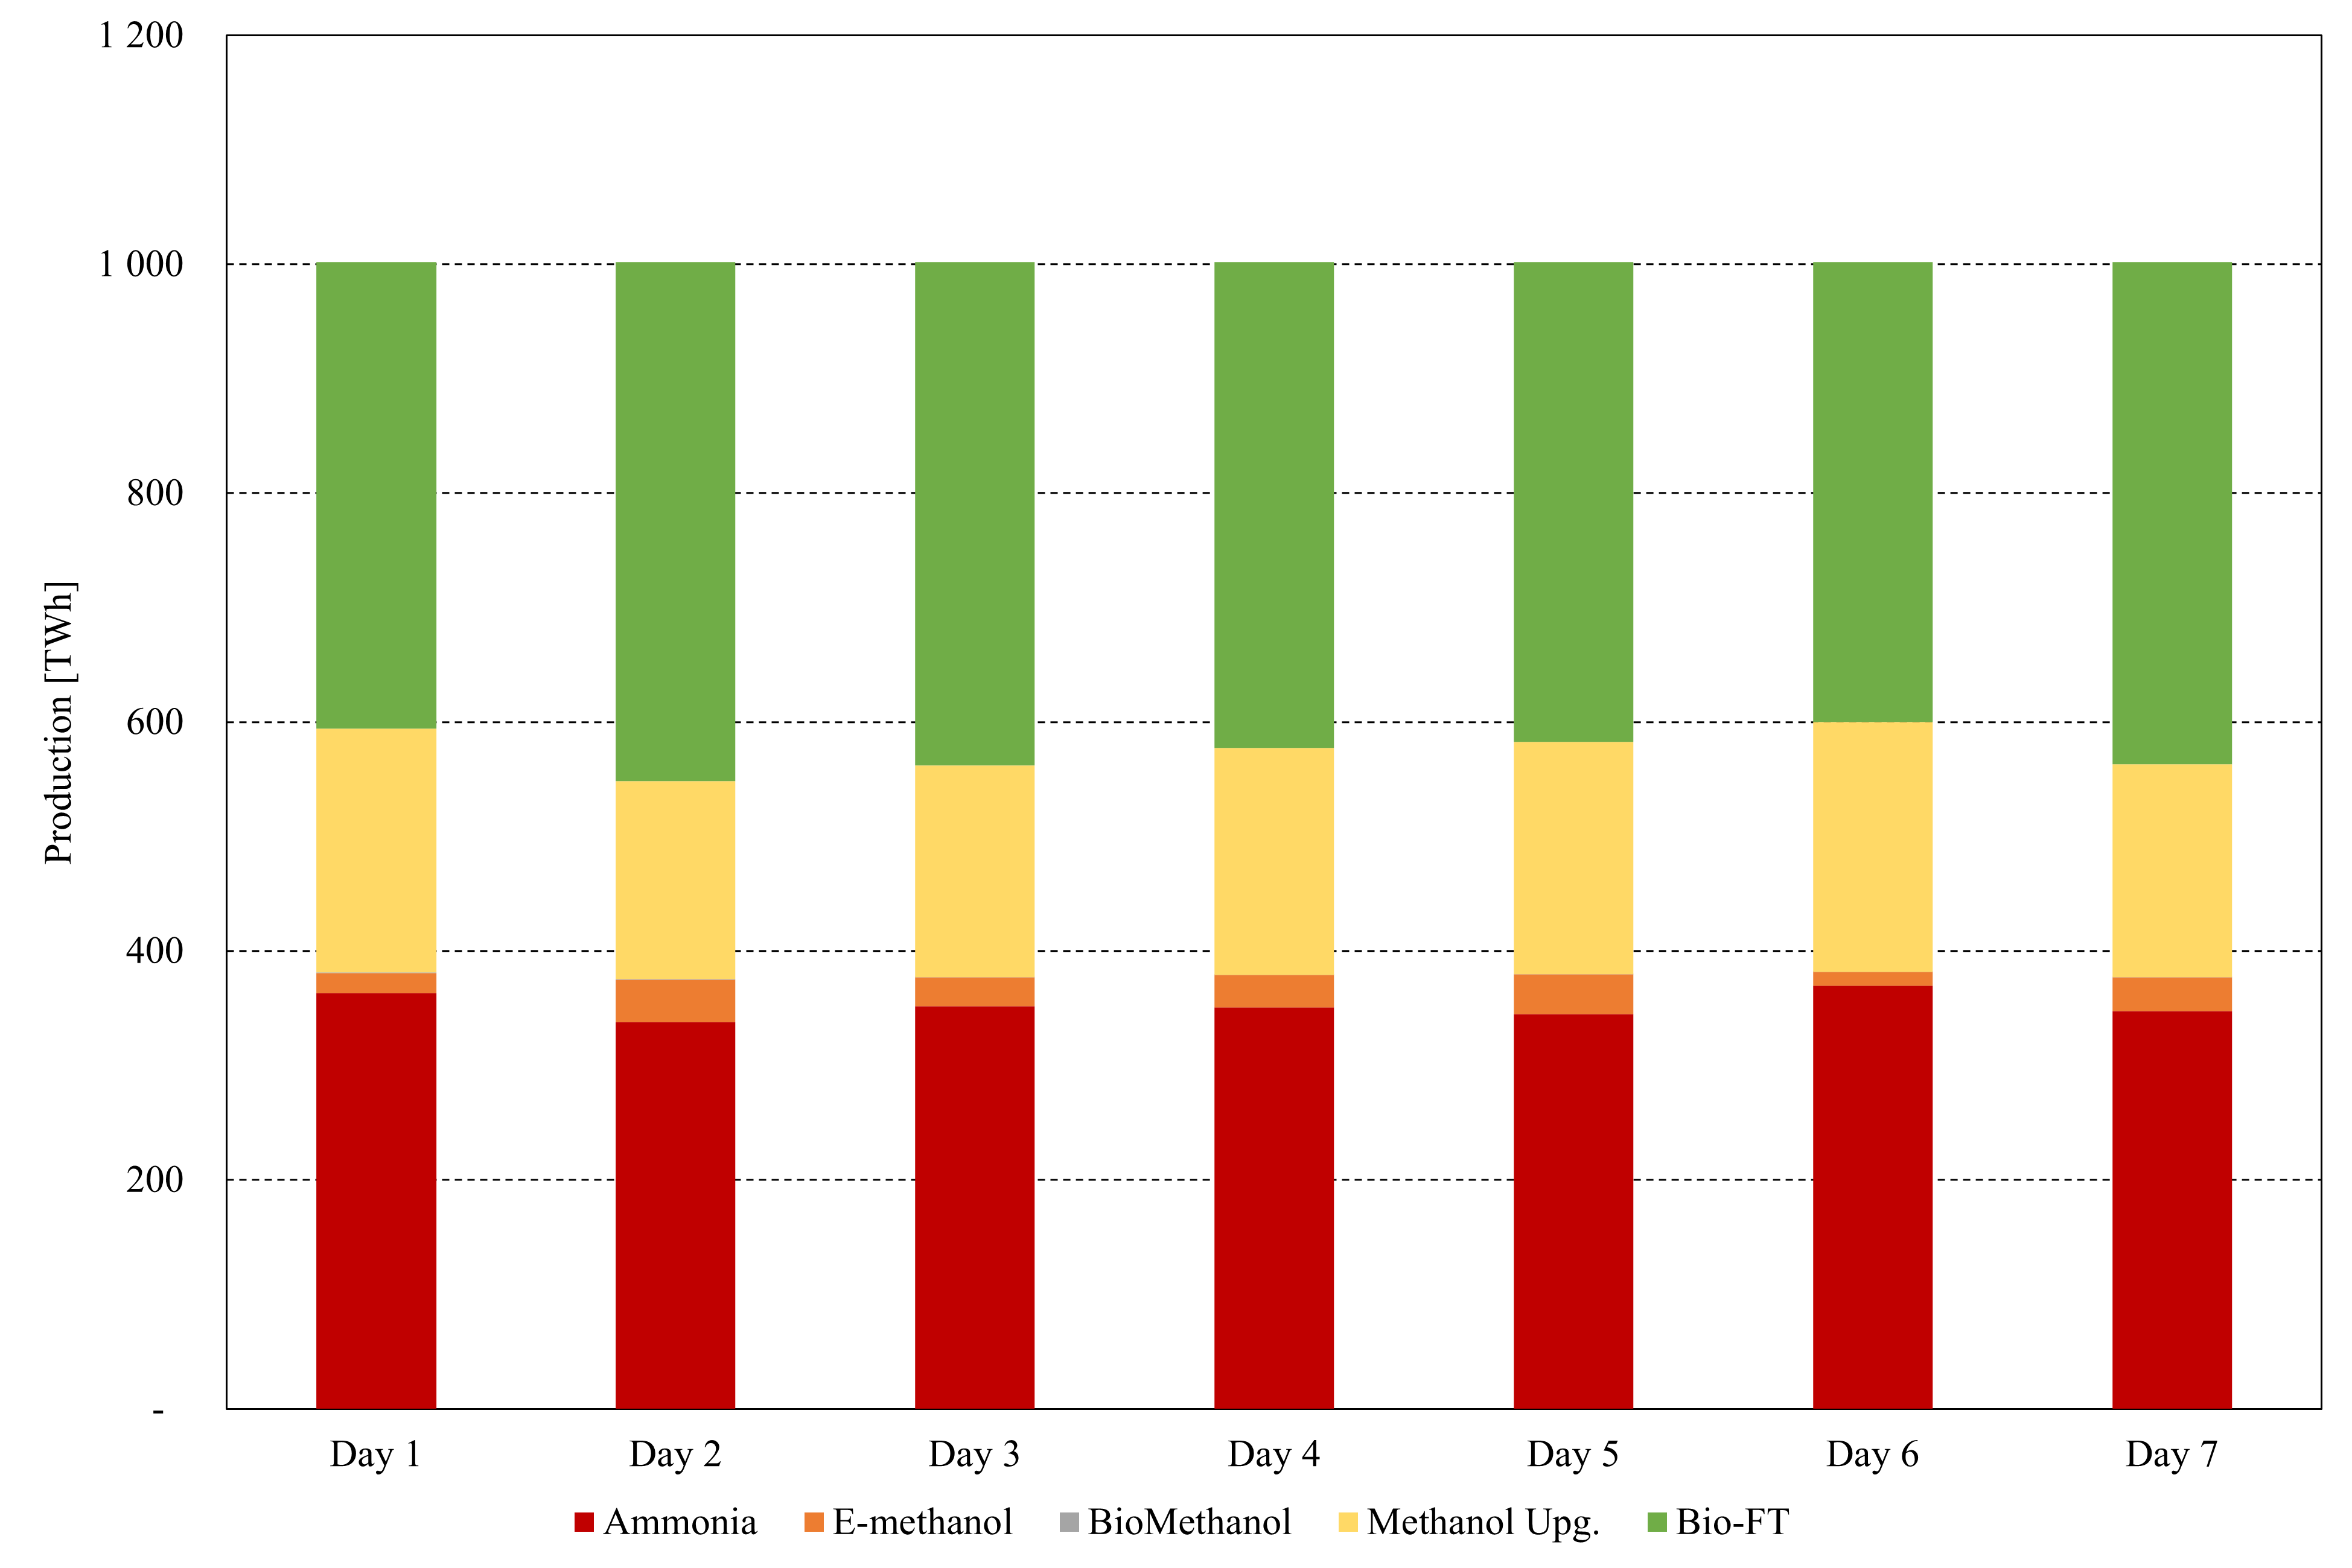 1 200
1 000
800
600
400
200
-
Production [TWh]
Day 1 Day 2 Day 3 Day 4 Day 5 Day 6 Day 7
Ammonia E-methanol BioMethanol Methanol Upg. Bio-FT